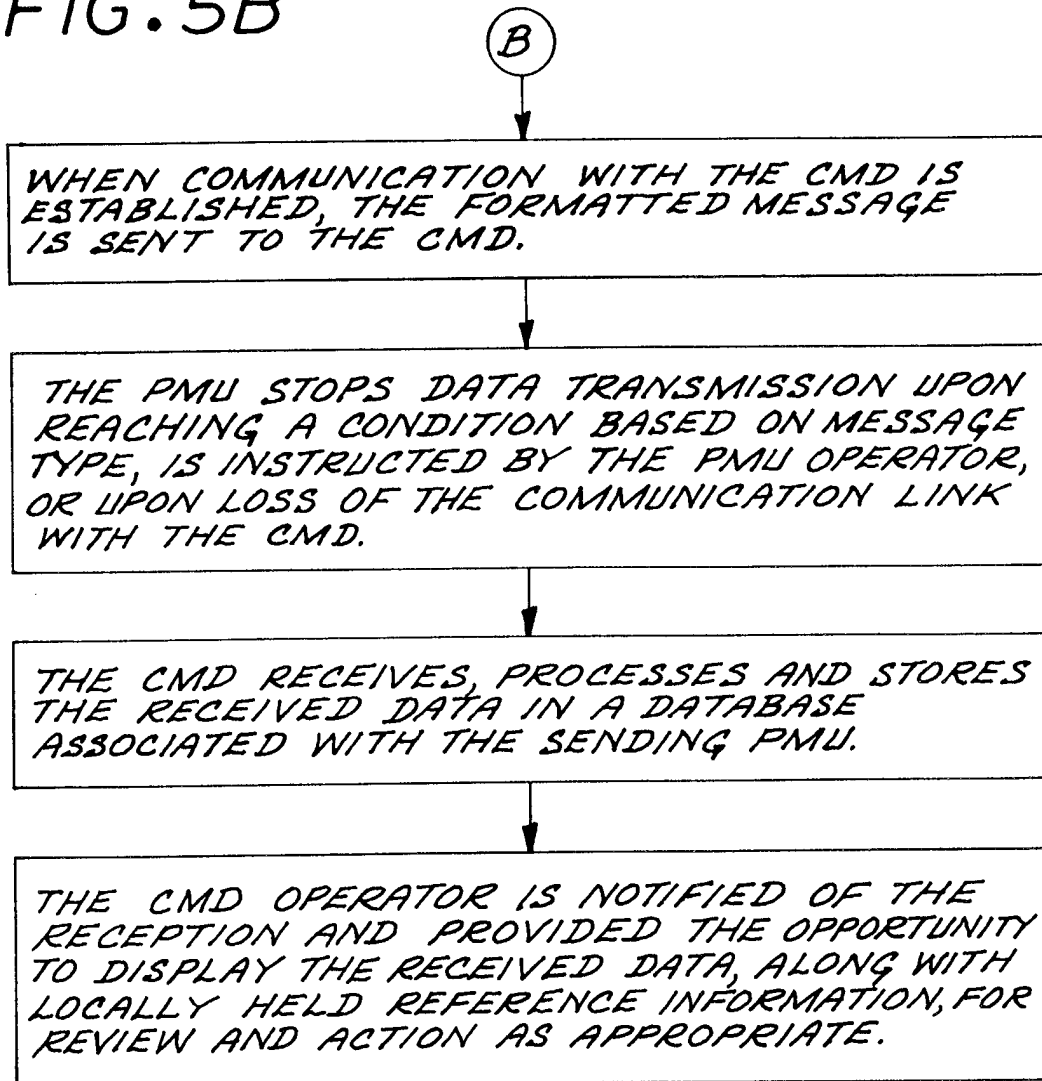 FIG. 5B
B
WHEN COMMUNICATION WITH THE CMD IS
ESTABLISHED, THE FORMATTED MESSAGE
IS SENT TO THE CMD.
THE PMU STOPS DATA TRANSMISSION UPON
REACHING A CONDITION BASED ON MESSAGE
TYPE, IS INSTRUCTED BY THE PMU OPERATOR,
OR UPON LOSS OF THE COMMUNICATION LINK
WITH THE CMD.
THE CMD RECEIVES, PROCESSES AND STORES
THE RECEIVED DATA IN A DATABASE
ASSOCIATED WITH THE SENDING PMU.
THE CMD OPERATOR IS NOTIFIED OF THE
RECEPTION AND PROVIDED THE OPPORTUNITY
TO DISPLAY THE RECEIVED DATA, ALONG WITH
LOCALLY HELD REFERENCE INFORMATION, FOR
REVIEW AND ACTION AS APPROPRIATE.